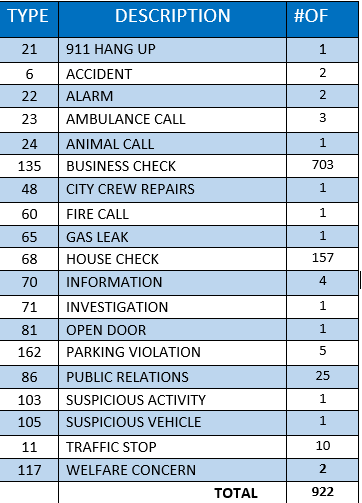 TYPE DESCRIPTION #OF
21 911 HANG UP 1
6 ACCIDENT 2
22 ALARM 2
23 AMBULANCE CALL 3
24 ANIMAL CALL 1
135 BUSINESS CHECK 703
48 CITY CREW REPAIRS 1
60 FIRE CALL 1
65 GAS LEAK 1
68 HOUSE CHECK 157
70 INFORMATION 4
71 INVESTIGATION 1
81 OPEN DOOR 1
162 PARKING VIOLATION 5
86 PUBLIC RELATIONS 25
103 SUSPICIOUS ACTIVITY 1
105 SUSPICIOUS VEHICLE 1
11 TRAFFIC STOP 10
117 WELFARE CONCERN 2
TOTAL 922